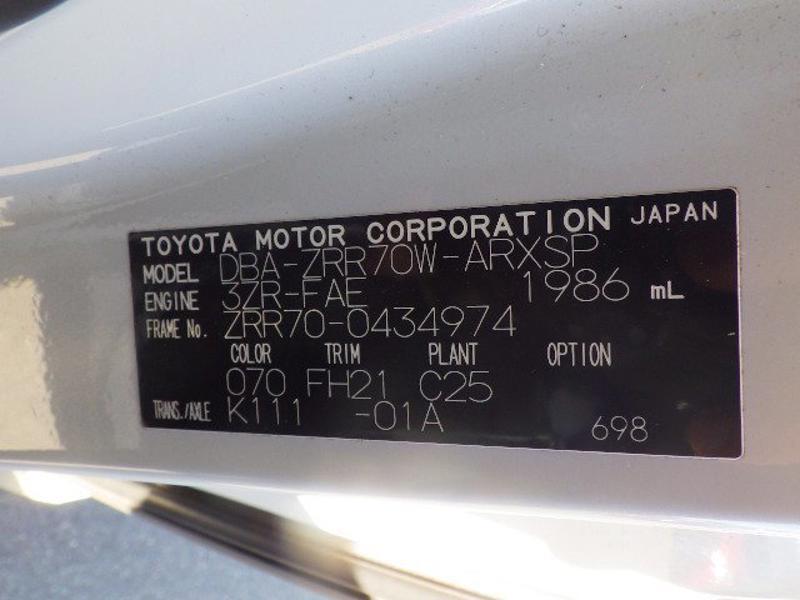 TOYOTA MOTOR CORPORATION JAPAN
MODEL DBA-ZRR70W-ARXSP
ENGINE 3ZR-FAE 1986 mL
FRAME No. ZRR70-0434974
COLOR TRIM PLANT OPTION
070 FH21 C25
TRANS./AXLE K111 -01A 698